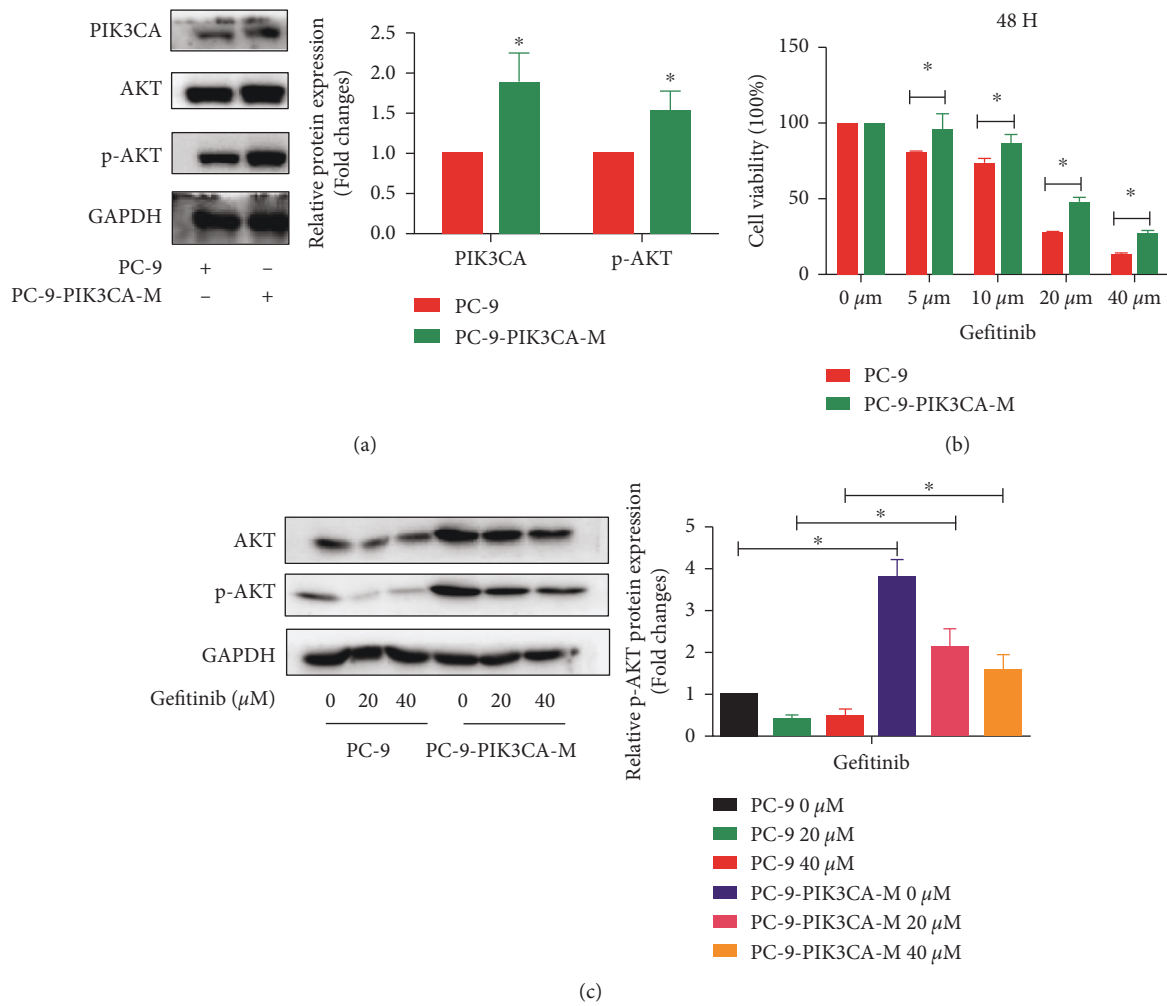 PIK3CA
AKT
p-AKT
GAPDH
PC-9 + –
PC-9-PIK3CA-M – +
Relative protein expression
(Fold changes)
2.5
2.0
1.5
1.0
0.5
0.0
* *
PIK3CA p-AKT
PC-9
PC-9-PIK3CA-M
(a)
48 H
Cell viability (100%)
150
100
50
0
* * * *
0 µm 5 µm 10 µm 20 µm 40 µm
Gefitinib
PC-9
PC-9-PIK3CA-M
(b)
AKT
p-AKT
GAPDH
Gefitinib (µM) 0 20 40 0 20 40
PC-9 PC-9-PIK3CA-M
Relative p-AKT protein expression
(Fold changes)
5
4
3
2
1
0
*
*
*
Gefitinib
PC-9 0 µM
PC-9 20 µM
PC-9 40 µM
PC-9-PIK3CA-M 0 µM
PC-9-PIK3CA-M 20 µM
PC-9-PIK3CA-M 40 µM
(c)